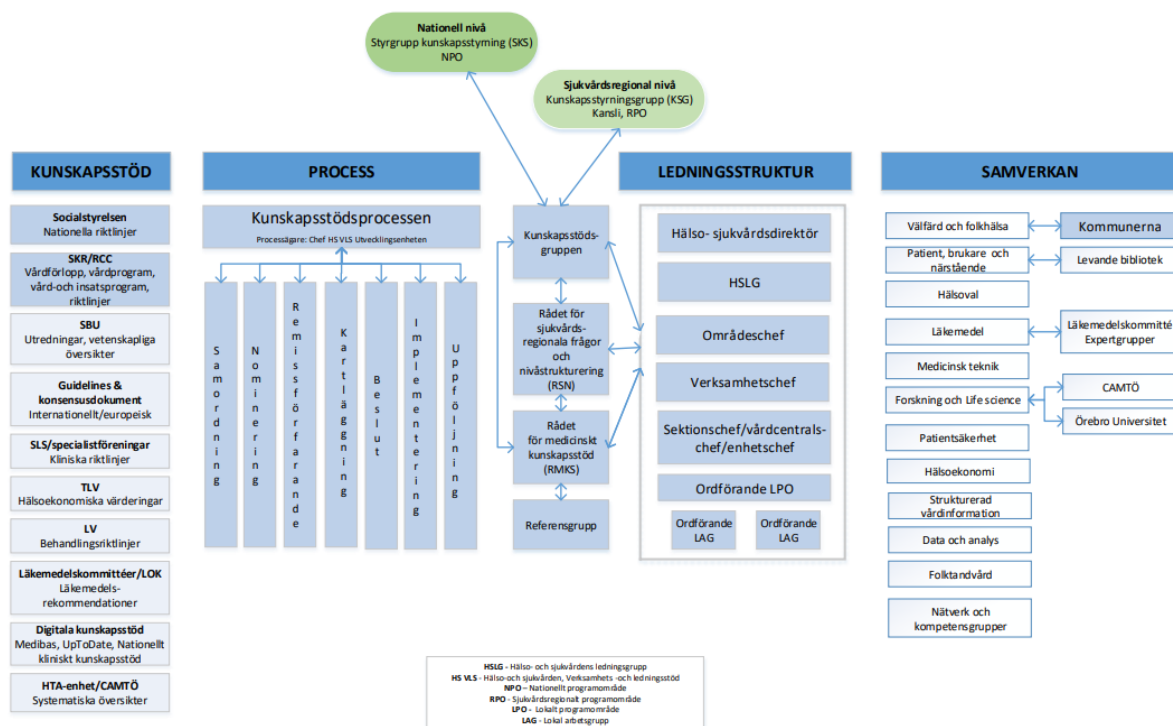 Nationell nivå
Styrgrupp kunskapsstyrning (SKS)
NPO
Sjukvårdsregional nivå
Kunskapsstyrningsgrupp (KSG)
Kansli, RPO
KUNSKAPSSTÖD
Socialstyrelsen
Nationella riktlinjer
SKR/RCC
Vårdförlopp, vårdprogram,
vård-och insatsprogram,
riktlinjer
SBU
Utredningar, vetenskapliga
översikter
Guidelines &
konsensusdokument
Internationellt/europeisk
SLS/specialistföreningar
Kliniska riktlinjer
TLV
Hälsoekonomiska värderingar
LV
Behandlingsriktlinjer
Läkemedelskommittéer/LOK
Läkemedels-
rekommendationer
Digitala kunskapsstöd
Medibas, UpToDate, Nationellt
kliniskt kunskapsstöd
HTA-enhet/CAMTÖ
Systematiska översikter
PROCESS
Kunskapsstödsprocessen
Processägare: Chef HS VLS Utvecklingsenheten
Samordning
Nominering
Remissförfarande
Kartläggning
Beslut
Implementering
Uppföljning
Kunskapsstöds-
gruppen
Rådet för
sjukvårds-
regionala frågor
och
nivåstrukturering
(RSN)
Rådet
för medicinskt
kunskapsstöd
(RMKS)
Referensgrupp
LEDNINGSSTRUKTUR
Hälso- sjukvårdsdirektör
HSLG
Områdeschef
Verksamhetschef
Sektionschef/vårdcentrals-
chef/enhetschef
Ordförande LPO
Ordförande
LAG
Ordförande
LAG
SAMVERKAN
Välfärd och folkhälsa
Kommunerna
Patient, brukare och
närstående
Levande bibliotek
Hälsoval
Läkemedel
Läkemedelskommitté
Expertgrupper
Medicinsk teknik
Forskning och Life science
CAMTÖ
Örebro Universitet
Patientsäkerhet
Hälsoekonomi
Strukturerad
vårdinformation
Data och analys
Folktandvård
Nätverk och
kompetensgrupper
HSLG - Hälso- och sjukvårdens ledningsgrupp
HS VLS - Hälso-och sjukvården, Verksamhets -och ledningsstöd
NPO – Nationellt programområde
RPO - Sjukvårdsregionalt programområde
LPO - Lokalt programområde
LAG - Lokal arbetsgrupp